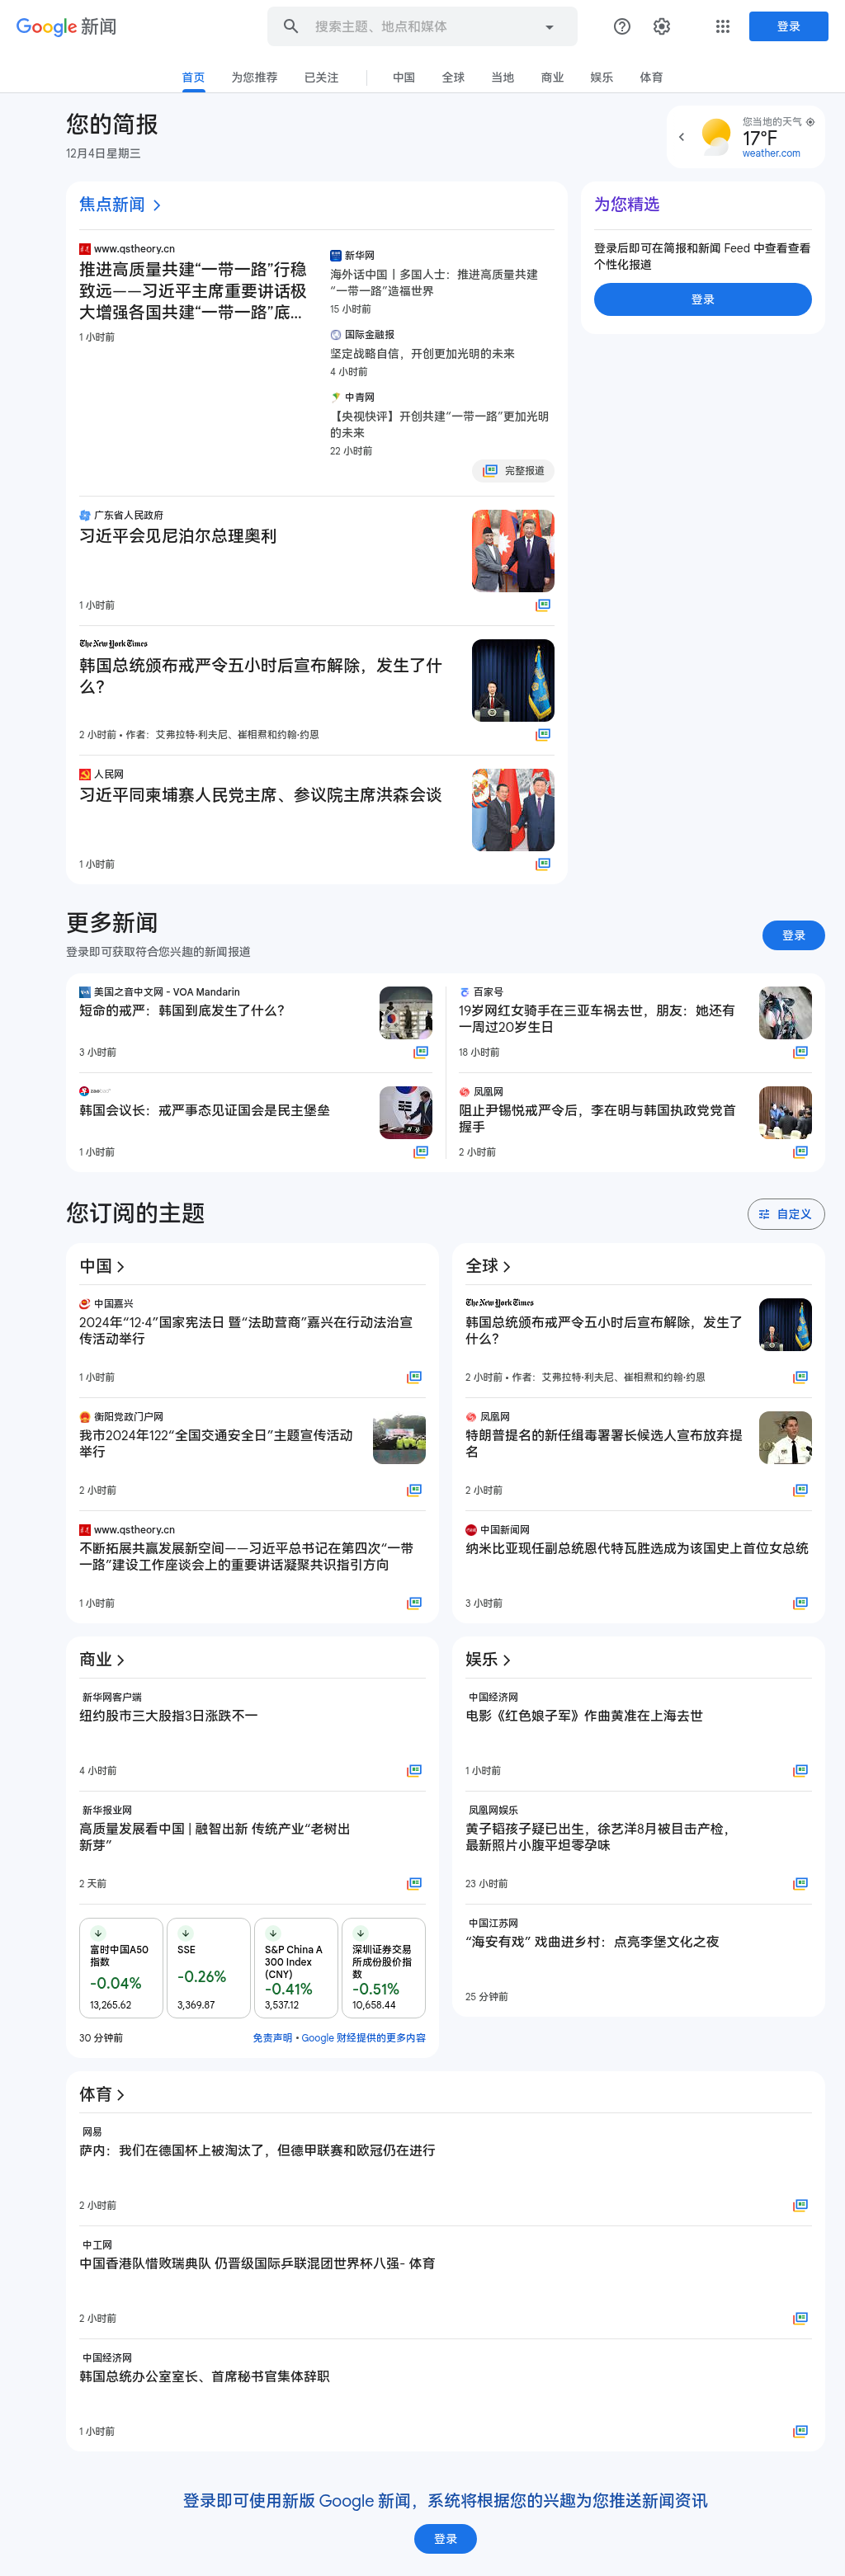 Google 新闻
搜索主题、地点和媒体
登录
首页
为您推荐
已关注
中国
全球
当地
商业
娱乐
体育
您的简报
12月4日星期三
您当地的天气
17°F
weather.com
焦点新闻
www.qstheory.cn
推进高质量共建“一带一路”行稳
致远——习近平主席重要讲话极
大增强各国共建“一带一路”底...
1 小时前
新华网
海外话中国丨多国人士：推进高质量共建
“一带一路”造福世界
15 小时前
国际金融报
坚定战略自信，开创更加光明的未来
4 小时前
中青网
【央视快评】开创共建“一带一路”更加光明
的未来
22 小时前
完整报道
为您精选
登录后即可在简报和新闻 Feed 中查看查看
个性化报道
登录
广东省人民政府
习近平会见尼泊尔总理奥利
1 小时前
The New York Times
韩国总统颁布戒严令五小时后宣布解除，发生了什
么？
2 小时前 • 作者：艾弗拉特·利夫尼、崔相焄和约翰·约恩
人民网
习近平同柬埔寨人民党主席、参议院主席洪森会谈
1 小时前
更多新闻
登录即可获取符合您兴趣的新闻报道
登录
美国之音中文网 - VOA Mandarin
短命的戒严：韩国到底发生了什么？
3 小时前
韩国会议长：戒严事态见证国会是民主堡垒
1 小时前
百家号
19岁网红女骑手在三亚车祸去世，朋友：她还有
一周过20岁生日
18 小时前
凤凰网
阻止尹锡悦戒严令后，李在明与韩国执政党党首
握手
2 小时前
您订阅的主题
自定义
中国
中国嘉兴
2024年“12·4”国家宪法日 暨“法助营商”嘉兴在行动法治宣
传活动举行
1 小时前
衡阳党政门户网
我市2024年122“全国交通安全日”主题宣传活动
举行
2 小时前
www.qstheory.cn
不断拓展共赢发展新空间——习近平总书记在第四次“一带
一路”建设工作座谈会上的重要讲话凝聚共识指引方向
1 小时前
全球
The New York Times
韩国总统颁布戒严令五小时后宣布解除，发生了
什么？
2 小时前 • 作者：艾弗拉特·利夫尼、崔相焄和约翰·约恩
凤凰网
特朗普提名的新任缉毒署署长候选人宣布放弃提
名
2 小时前
中国新闻网
纳米比亚现任副总统恩代特瓦胜选成为该国史上首位女总统
3 小时前
商业
新华网客户端
纽约股市三大股指3日涨跌不一
4 小时前
新华报业网
高质量发展看中国 | 融智出新 传统产业“老树出
新芽”
2 天前
富时中国A50
指数
-0.04%
13,265.62
SSE
-0.26%
3,369.87
S&P China A
300 Index
(CNY)
-0.41%
3,537.12
深圳证券交易
所成份股价指
数
-0.51%
10,658.44
30 分钟前
免责声明 • Google 财经提供的更多内容
娱乐
中国经济网
电影《红色娘子军》作曲黄准在上海去世
1 小时前
凤凰网娱乐
黄子韬孩子疑已出生，徐艺洋8月被目击产检，
最新照片小腹平坦零孕味
23 小时前
中国江苏网
“海安有戏” 戏曲进乡村：点亮李堡文化之夜
25 分钟前
体育
网易
萨内：我们在德国杯上被淘汰了，但德甲联赛和欧冠仍在进行
2 小时前
中工网
中国香港队惜败瑞典队 仍晋级国际乒联混团世界杯八强- 体育
2 小时前
中国经济网
韩国总统办公室室长、首席秘书官集体辞职
1 小时前
登录即可使用新版 Google 新闻，系统将根据您的兴趣为您推送新闻资讯
登录